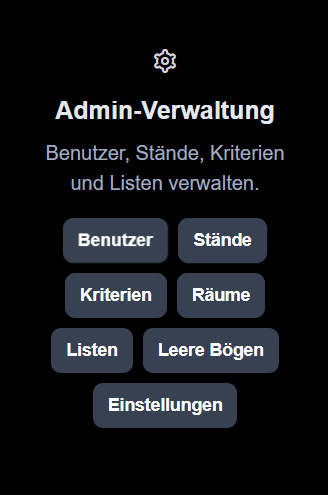 Admin-Verwaltung
Benutzer, Stände, Kriterien
und Listen verwalten.
Benutzer Stände
Kriterien Räume
Listen Leere Bögen
Einstellungen